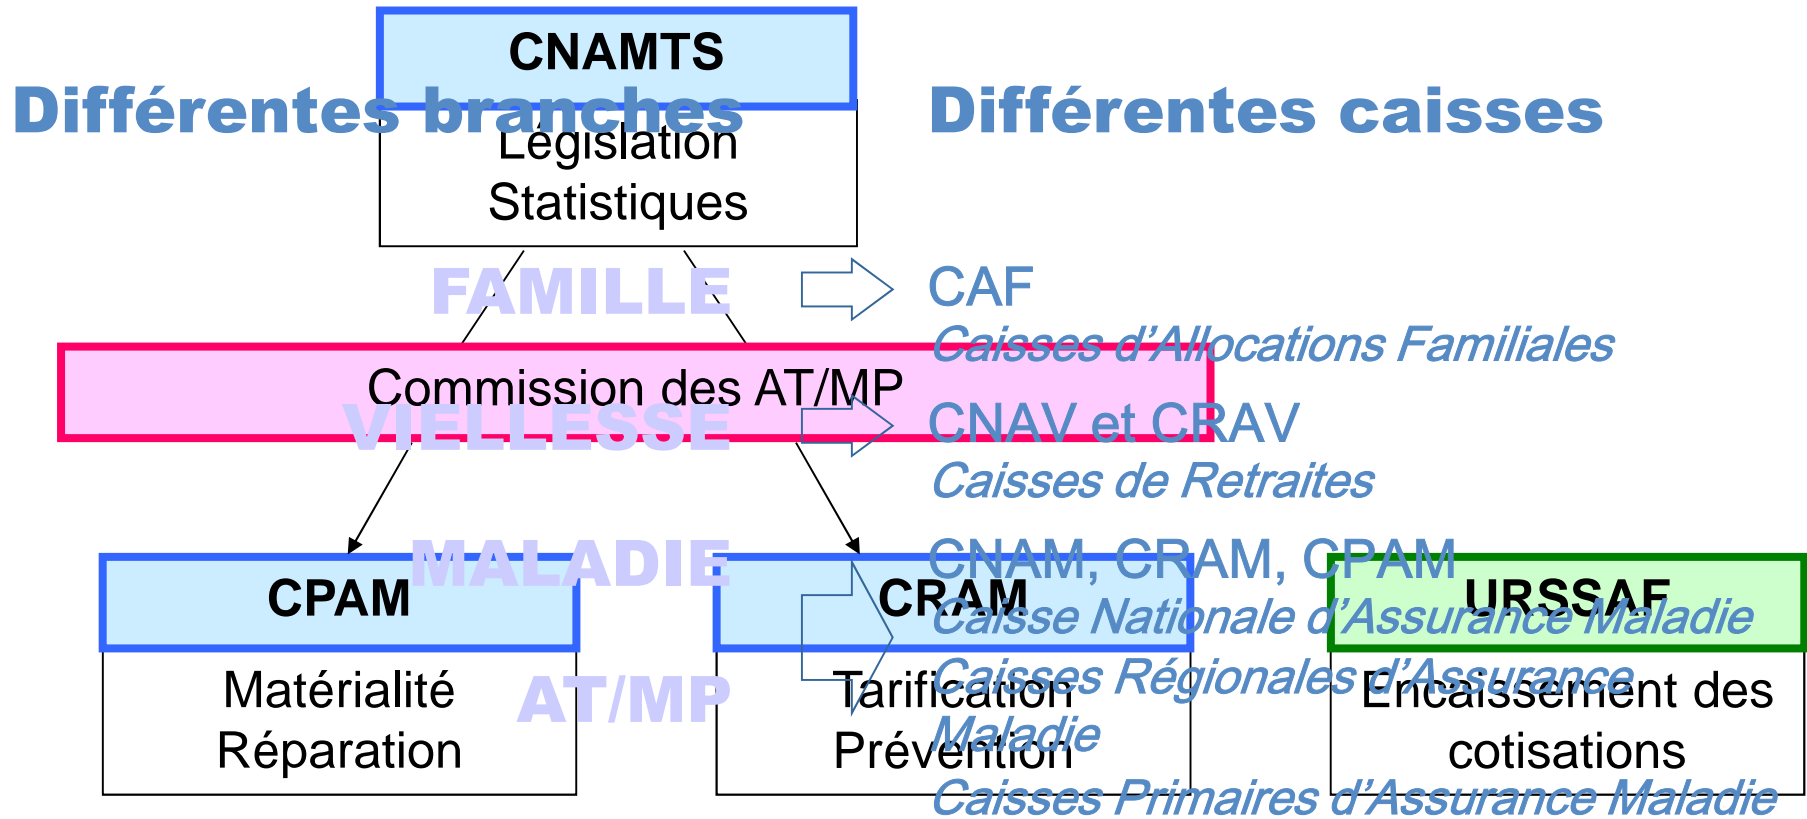 CNAMTS
Différentes branches
Différentes caisses
Législation
Statistiques
FAMILLE
CAF
Caisses d’Allocations Familiales
Commission des AT/MP
VIELLESSE
CNAV et CRAV
Caisses de Retraites
MALADIE
CNAM, CRAM, CPAM
CPAM
CRAM
URSSAF
Caisse Nationale d’Assurance Maladie
AT/MP
Caisses Régionales d’Assurance
Maladie
Matérialité
Réparation
Tarification
Prévention
Encaissement des
cotisations
Caisses Primaires d’Assurance Maladie